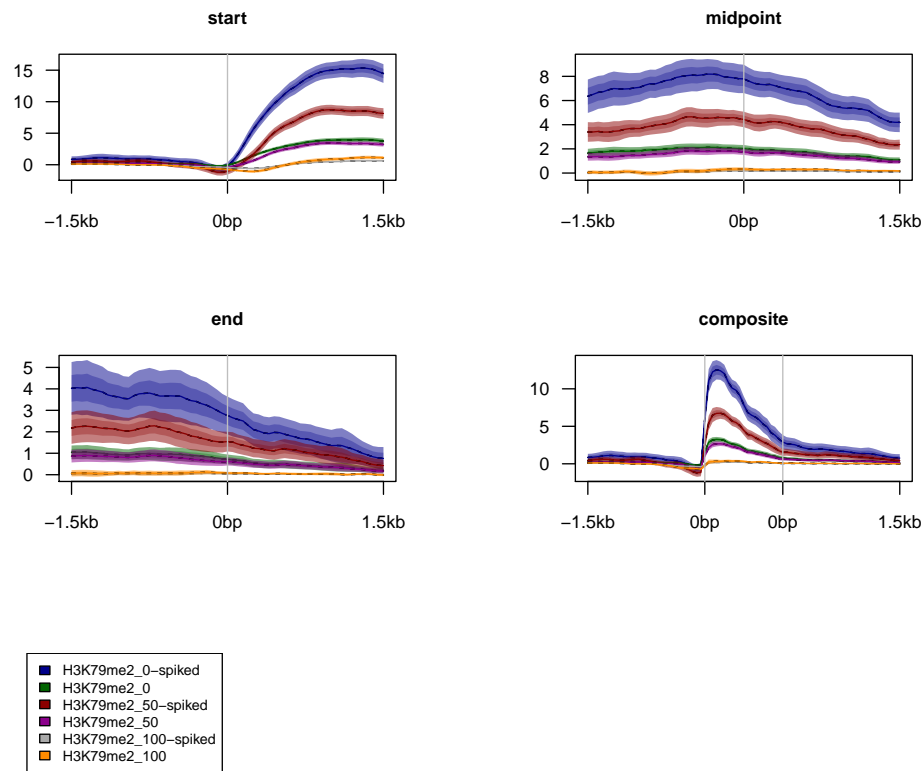 start
15
10
5
0
−1.5kb 0bp 1.5kb
midpoint
8
6
4
2
0
−1.5kb 0bp 1.5kb
end
5
4
3
2
1
0
−1.5kb 0bp 1.5kb
composite
10
5
0
−1.5kb 0bp 0bp 1.5kb
H3K79me2_0−spiked
H3K79me2_0
H3K79me2_50−spiked
H3K79me2_50
H3K79me2_100−spiked
H3K79me2_100